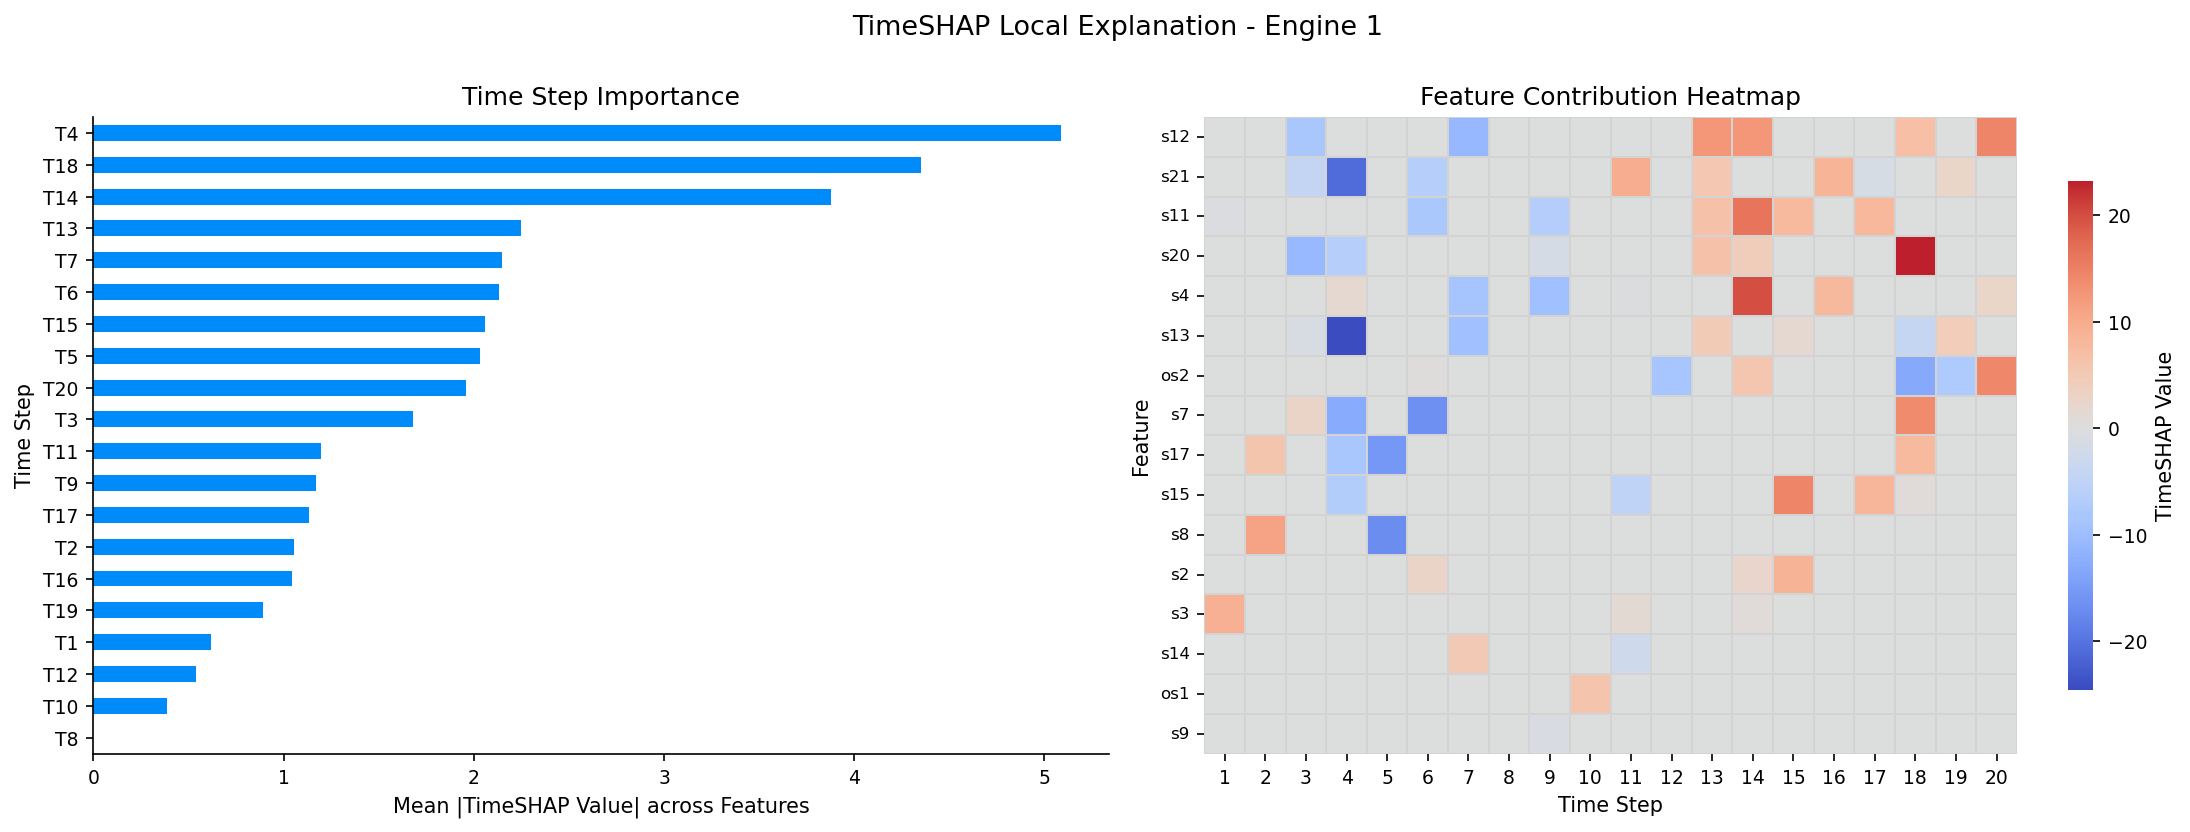 TimeSHAP Local Explanation - Engine 1
Time Step Importance
Time Step
T4
T18
T14
T13
T7
T6
T15
T5
T20
T3
T11
T9
T17
T2
T16
T19
T1
T12
T10
T8
0 1 2 3 4 5
Mean |TimeSHAP Value| across Features
Feature Contribution Heatmap
Feature
s12
s21
s11
s20
s4
s13
os2
s7
s17
s15
s8
s2
s3
s14
os1
s9
1 2 3 4 5 6 7 8 9 10 11 12 13 14 15 16 17 18 19 20
Time Step
20
10
0
−10
−20
TimeSHAP Value